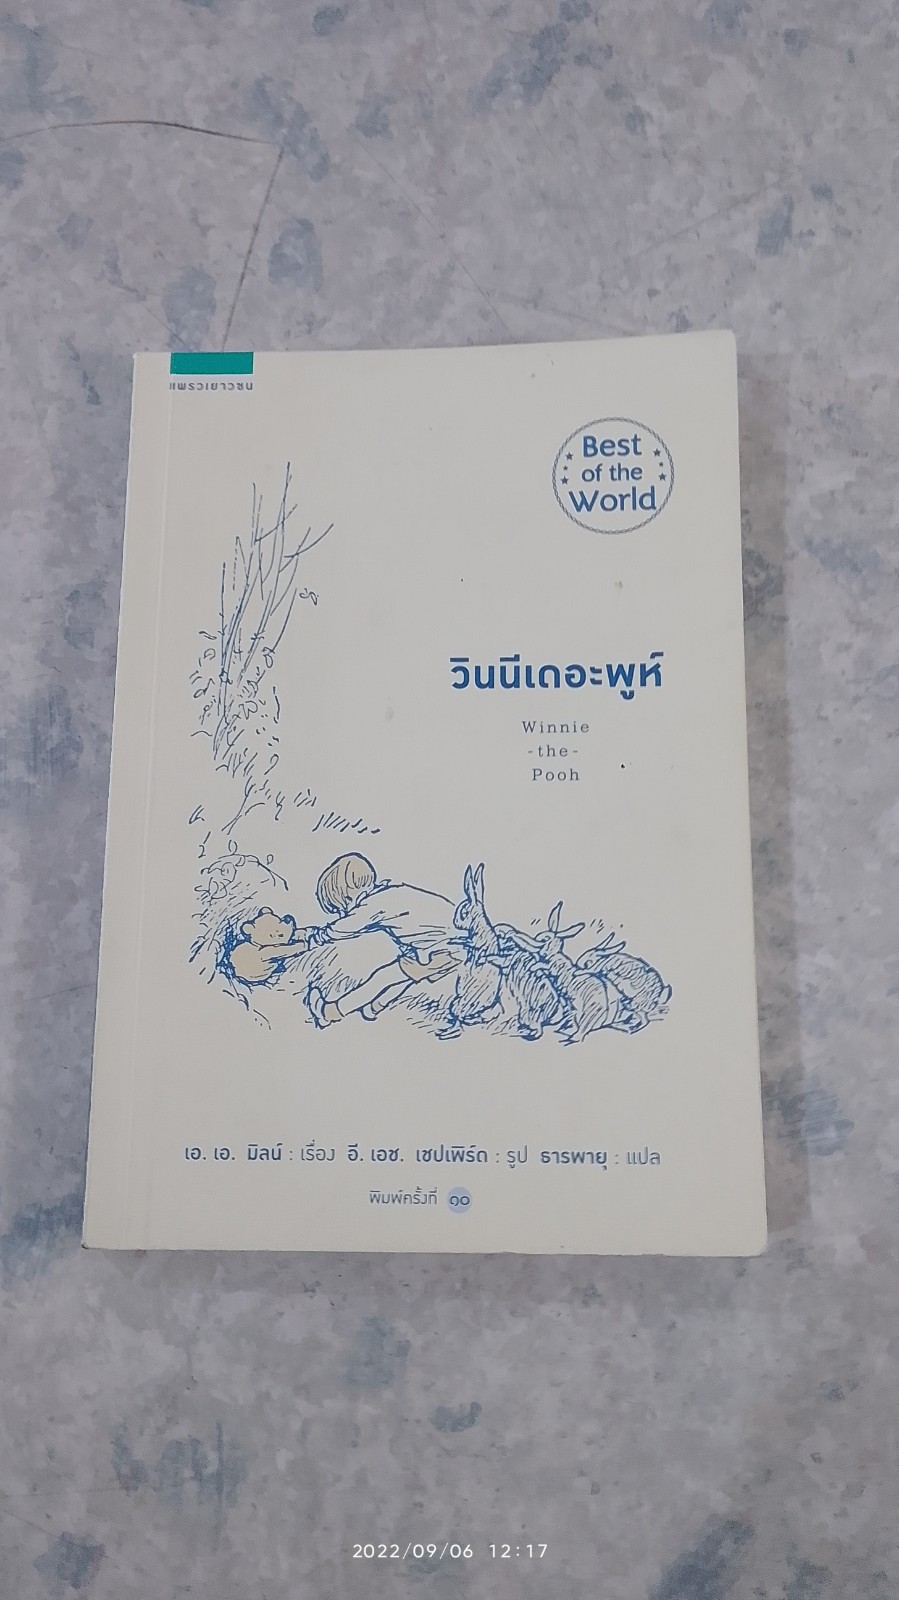 แพรวเยาวชน
Best
of the
World
วินนีเดอะพูห์
Winnie
-the-
Pooh
เอ. เอ. มิลน์ : เรื่อง อี. เอช. เชปเพิร์ด : รูป ธารพายุ : แปล
พิมพ์ครั้งที่ ๑๐
2022/09/06 12:17